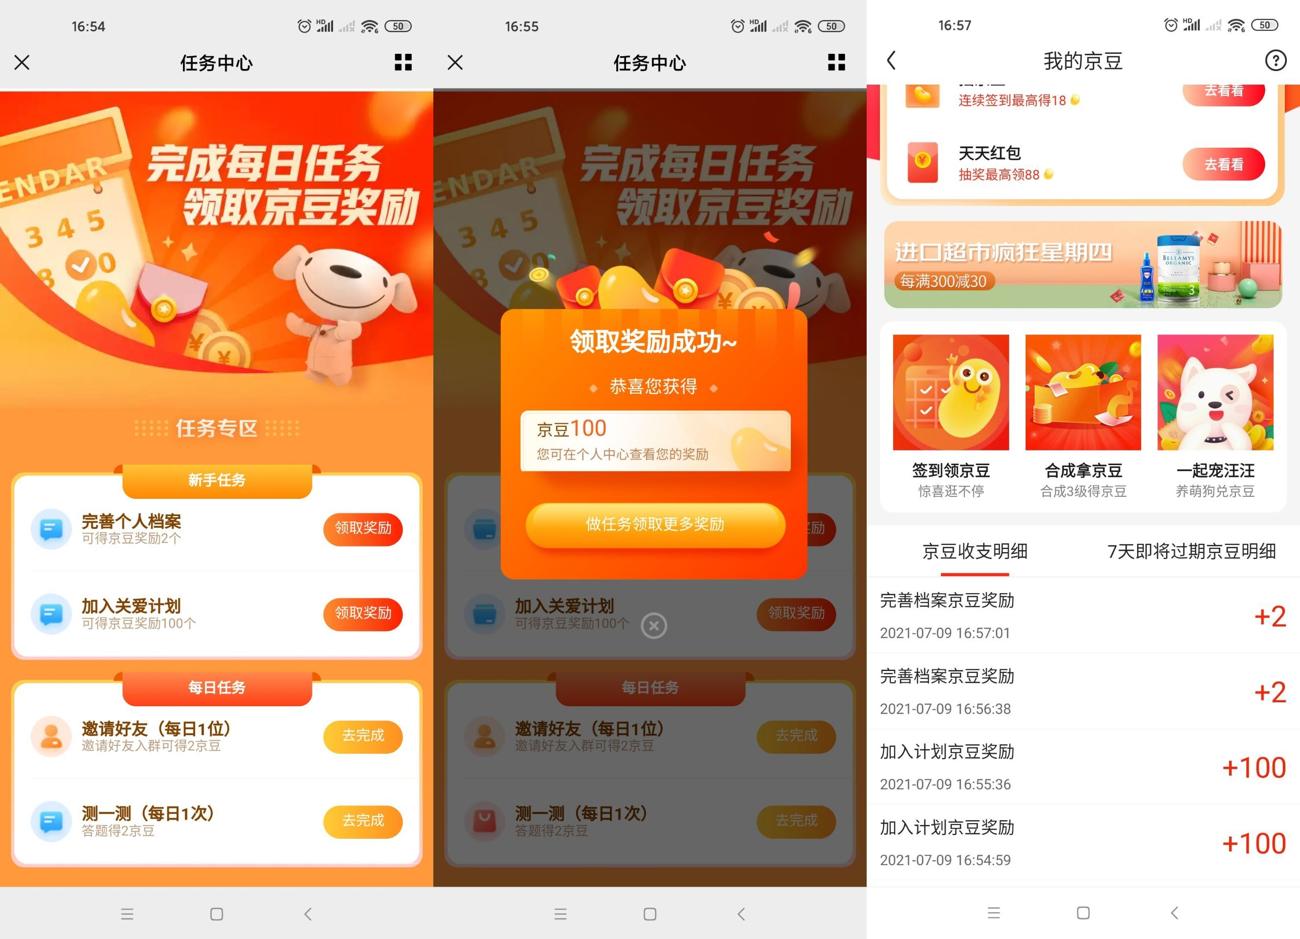 16:54
HD
50
任务中心
ENDAR
3 4 5
完成每日任务
领取京豆奖励
任务专区
新手任务
完善个人档案
可得京豆奖励2个
领取奖励
加入关爱计划
可得京豆奖励100个
领取奖励
每日任务
邀请好友（每日1位）
邀请好友入群可得2京豆
去完成
测一测（每日1次）
答题得2京豆
去完成
16:55
HD
50
任务中心
ENDAR
3 4 5
完成每日任务
领取京豆奖励
领取奖励成功~
恭喜您获得
京豆100
您可在个人中心查看您的奖励
做任务领取更多奖励
加入关爱计划
可得京豆奖励100个
领取奖励
每日任务
邀请好友（每日1位）
邀请好友入群可得2京豆
去完成
测一测（每日1次）
答题得2京豆
去完成
16:57
HD
50
我的京豆
连续签到最高得18
去看看
天天红包
抽奖最高领88
去看看
进口超市疯狂星期四
每满300减30
BELLAMY'S
ORGANIC
3
签到领京豆
惊喜逛不停
合成拿京豆
合成3级得京豆
一起宠汪汪
养萌狗兑京豆
京豆收支明细
7天即将过期京豆明细
完善档案京豆奖励
2021-07-09 16:57:01
+2
完善档案京豆奖励
2021-07-09 16:56:38
+2
加入计划京豆奖励
2021-07-09 16:55:36
+100
加入计划京豆奖励
2021-07-09 16:54:59
+100